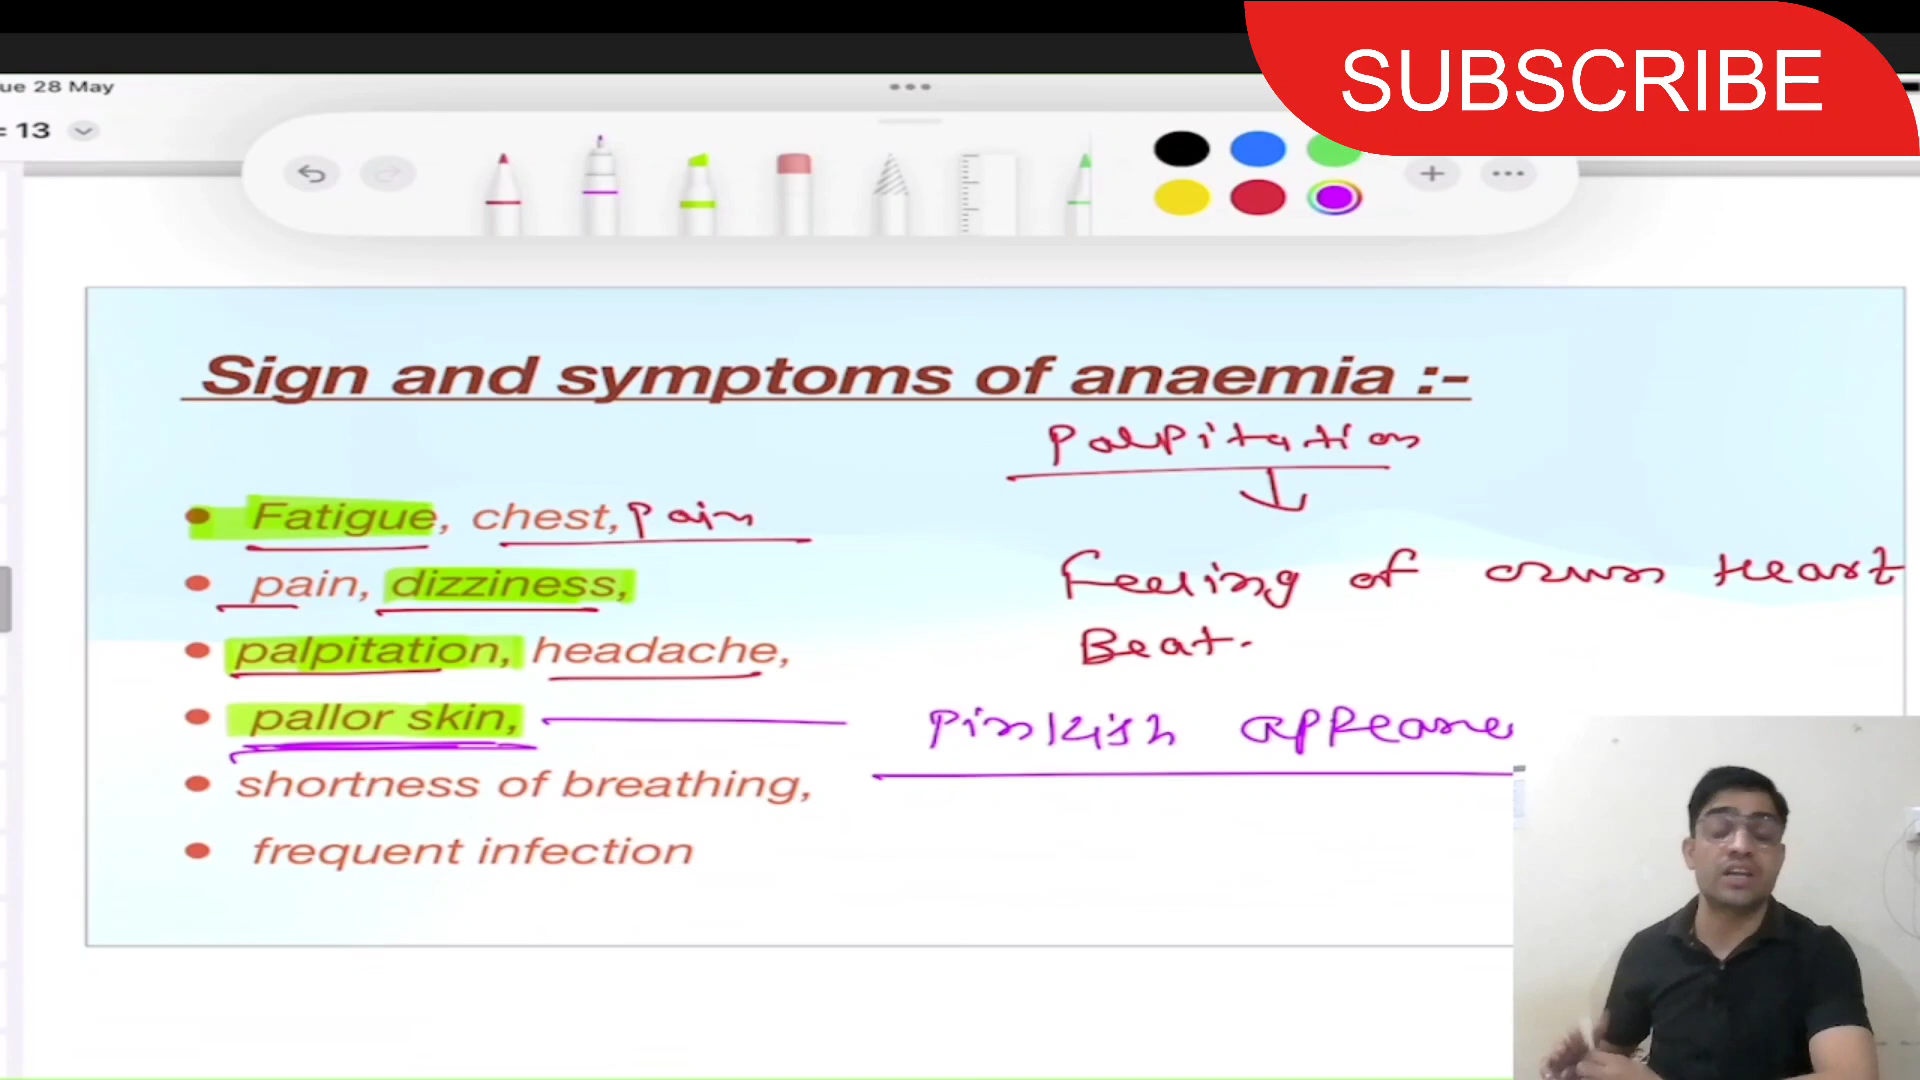 SUBSCRIBE
ue 28 May
= 13
Sign and symptoms of anaemia :-
Palpitation
Fatigue, chest, pain
Feeling of own Heart
pain, dizziness,
Beat.
palpitation, headache,
pallor skin,
Pinkish
shortness of breathing,
frequent infection